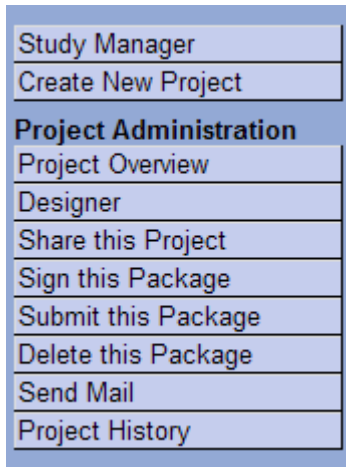 Study Manager
Create New Project
Project Administration
Project Overview
Designer
Share this Project
Sign this Package
Submit this Package
Delete this Package
Send Mail
Project History